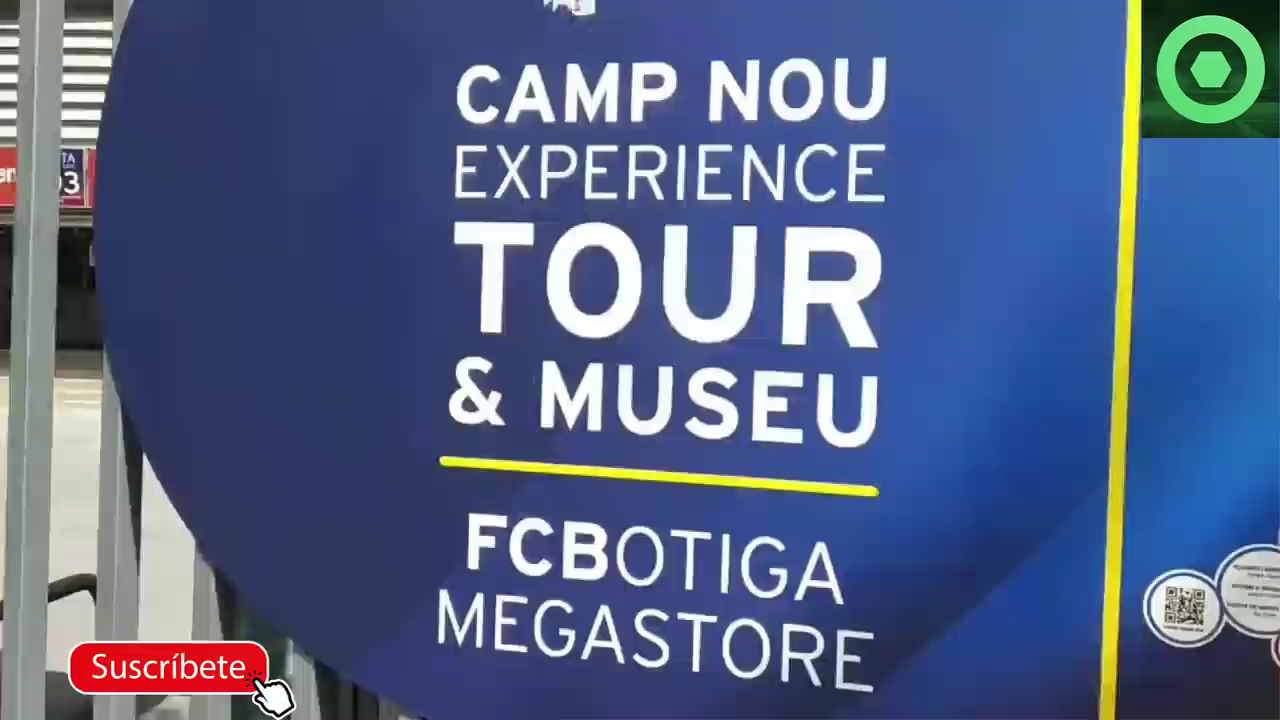 CAMP NOU
EXPERIENCE
TOUR
& MUSEU
FCBOTIGA
MEGASTORE
Suscríbete